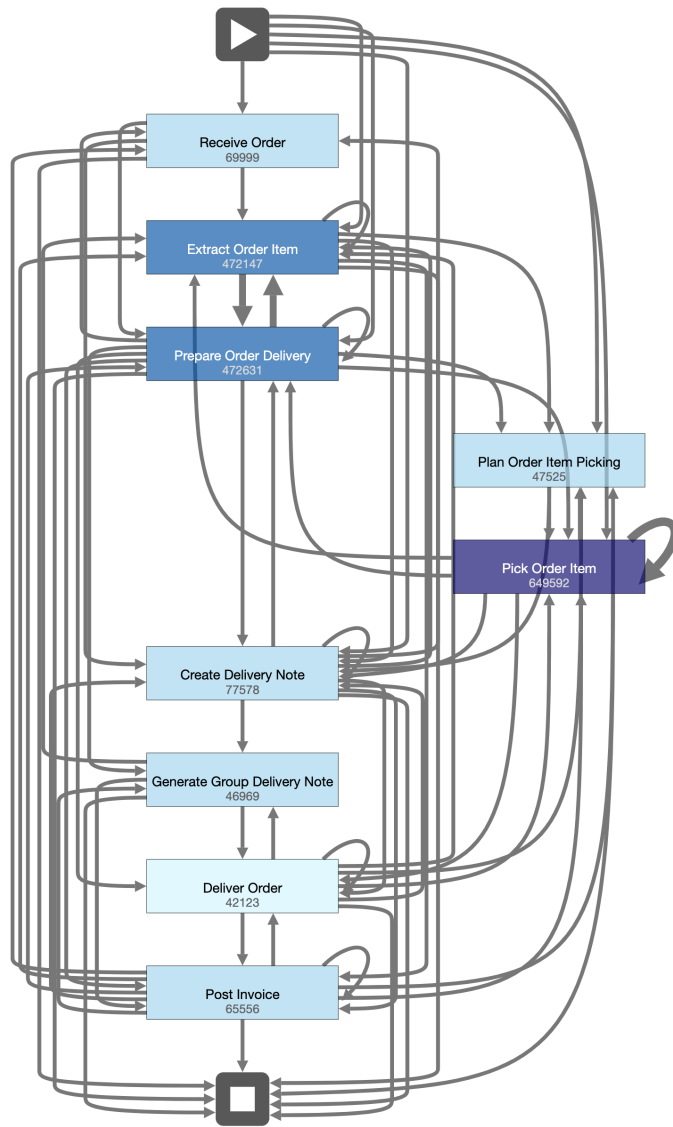 Receive Order
69999
Extract Order Item
472147
Prepare Order Delivery
472631
Plan Order Item Picking
47525
Pick Order Item
649592
Create Delivery Note
77578
Generate Group Delivery Note
46969
Deliver Order
42123
Post Invoice
65556